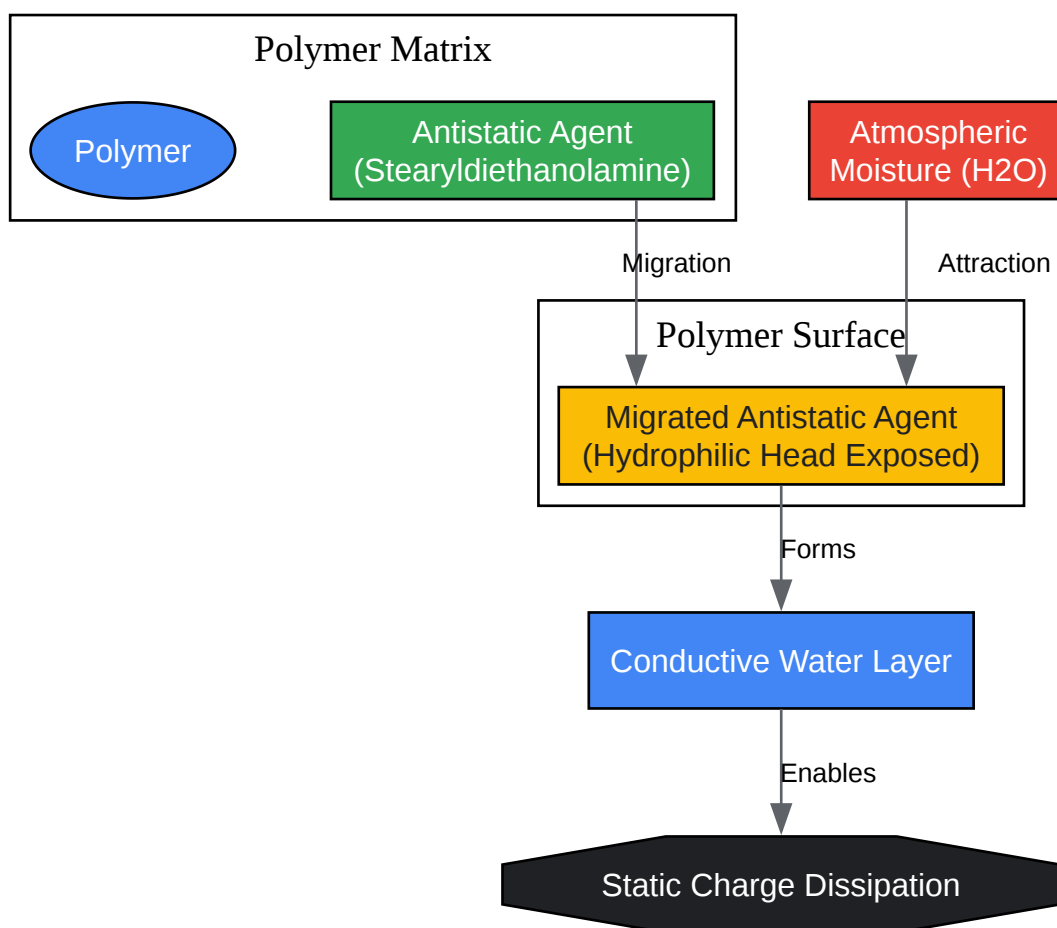 Polymer Matrix
Polymer
Antistatic Agent
(Stearyldiethanolamine)
Atmospheric
Moisture (H2O)
Migration
Attraction
Polymer Surface
Migrated Antistatic Agent
(Hydrophilic Head Exposed)
Forms
Conductive Water Layer
Enables
Static Charge Dissipation